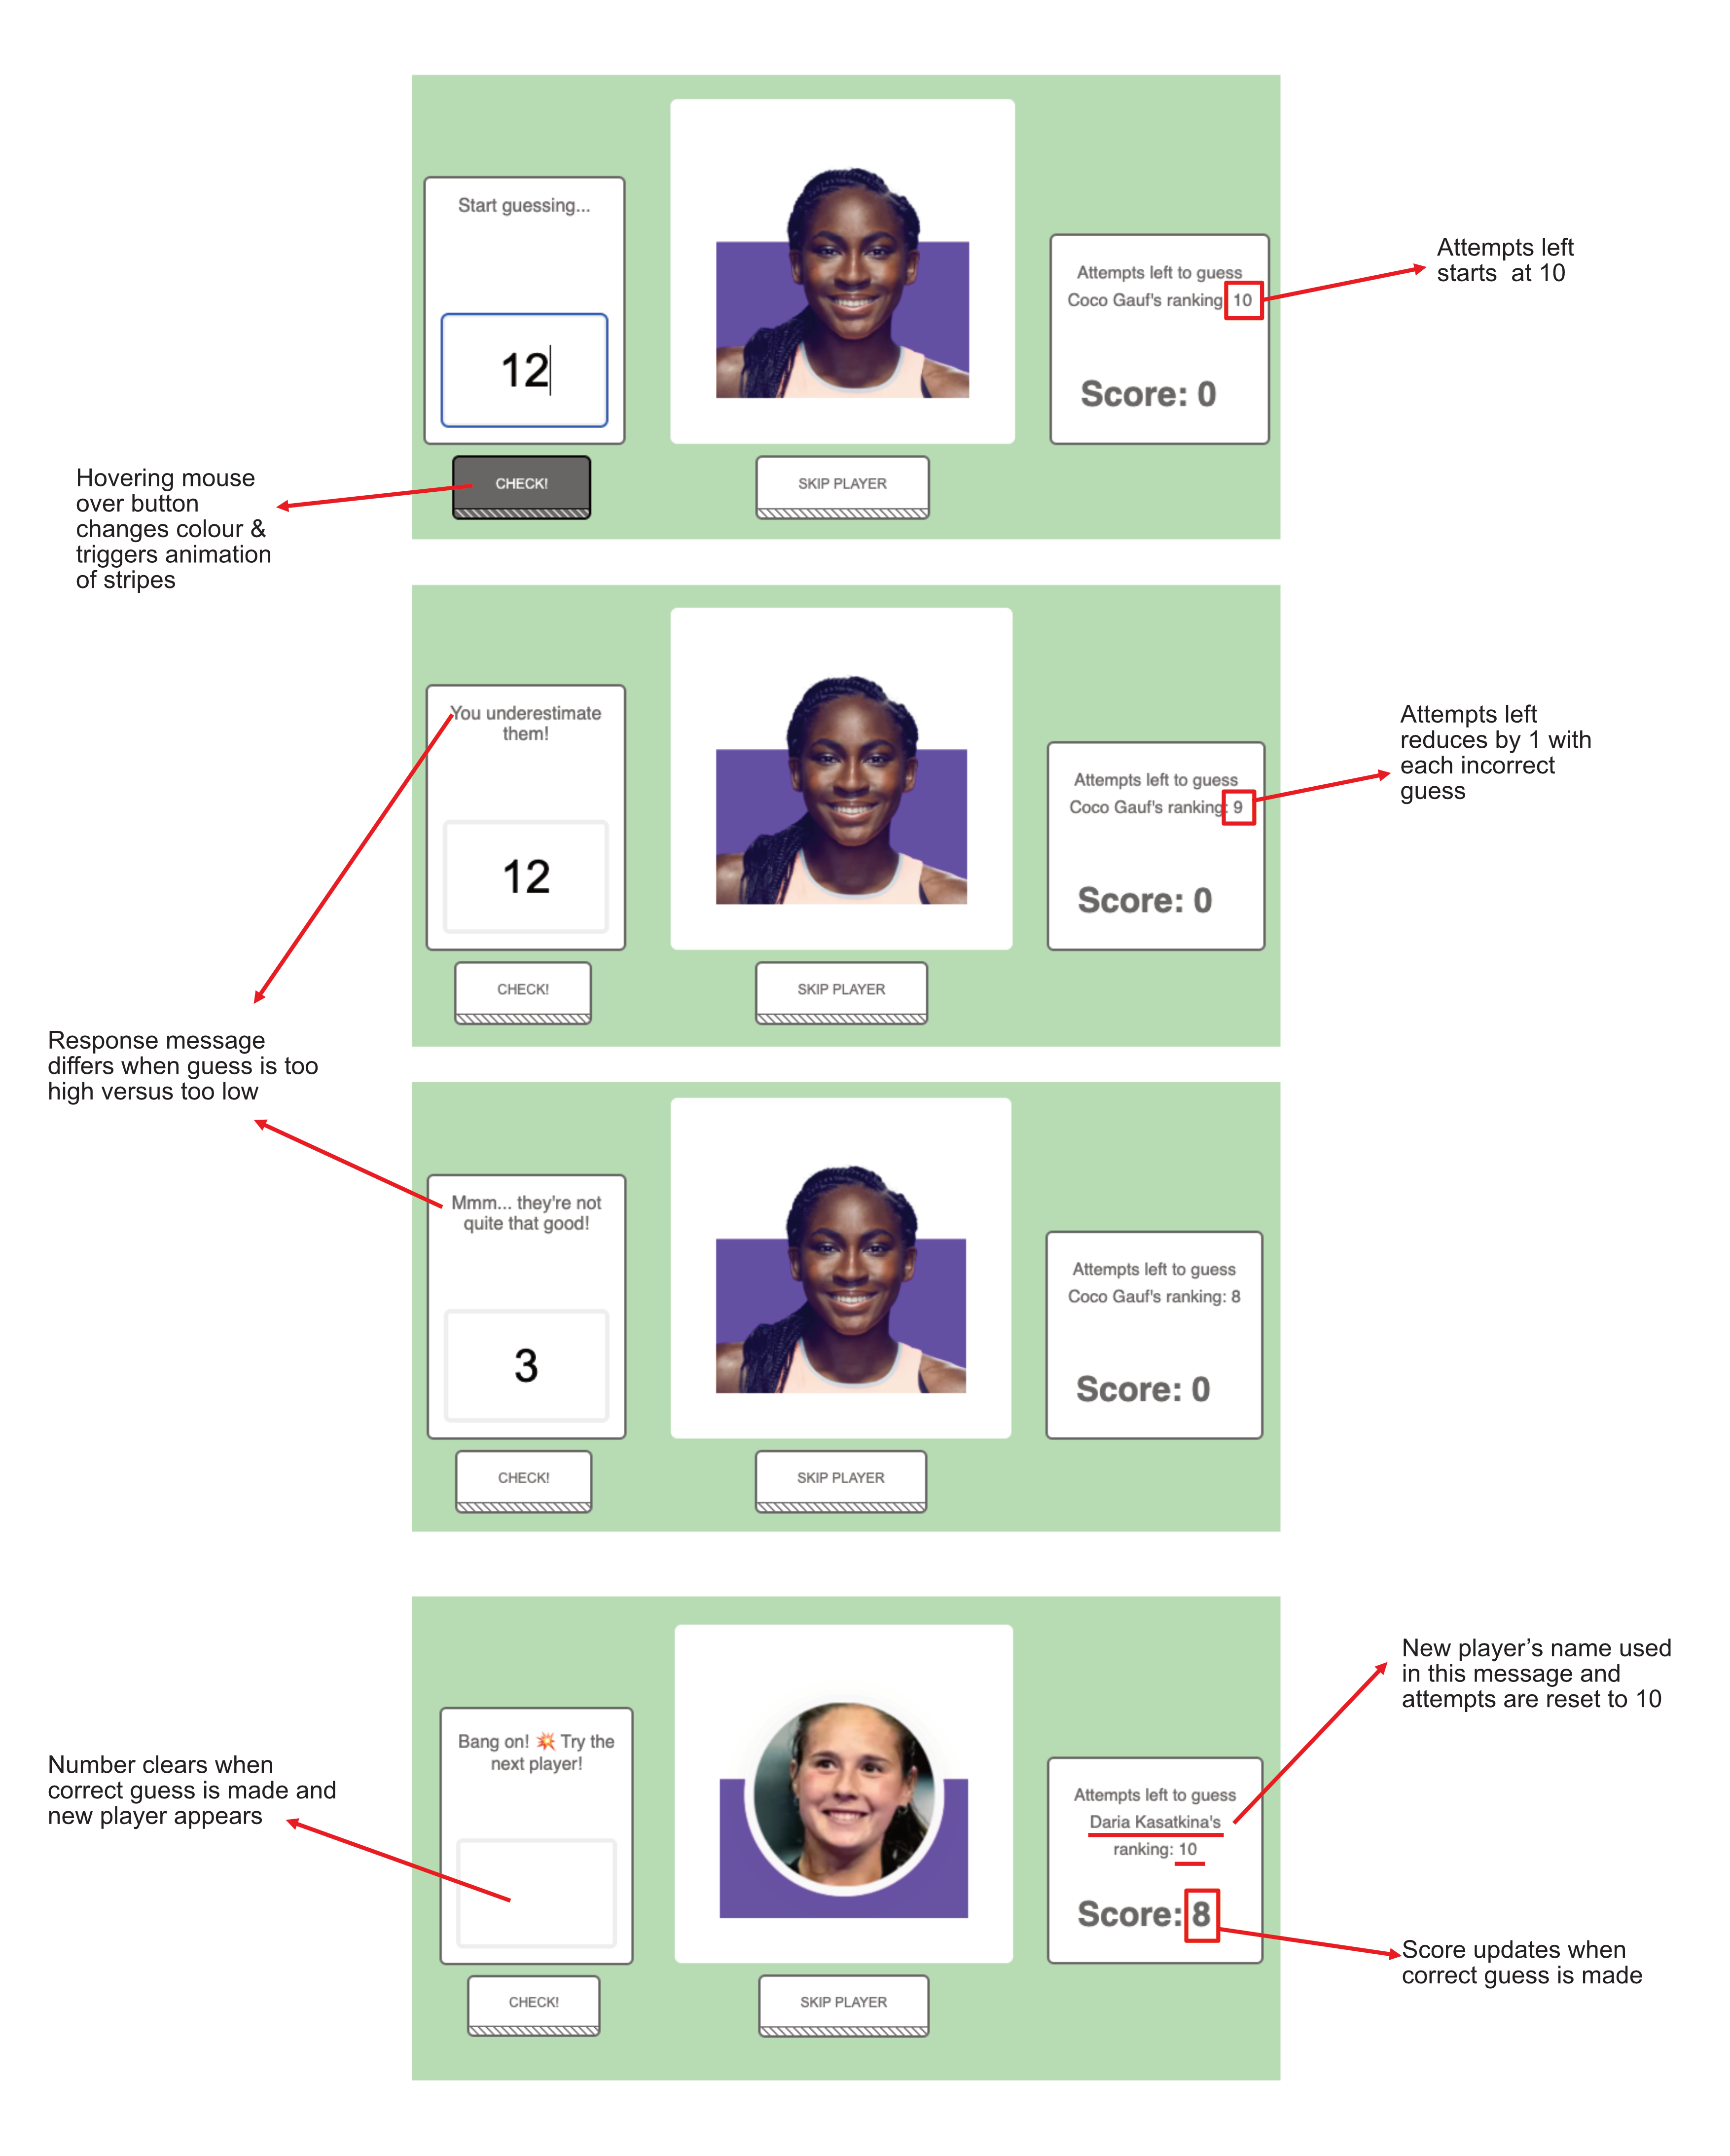 Start guessing...
12
CHECK!
SKIP PLAYER
Attempts left to guess
Coco Gauf's ranking 10
Score: 0
Attempts left
starts at 10
Hovering mouse
over button
changes colour &
triggers animation
of stripes
You underestimate
them!
12
CHECK!
SKIP PLAYER
Attempts left to guess
Coco Gauf's ranking: 9
Score: 0
Attempts left
reduces by 1 with
each incorrect
guess
Response message
differs when guess is too
high versus too low
Mmm... they're not
quite that good!
3
CHECK!
SKIP PLAYER
Attempts left to guess
Coco Gauf's ranking: 8
Score: 0
Bang on! 💥 Try the
next player!
CHECK!
SKIP PLAYER
Attempts left to guess
Daria Kasatkina's
ranking: 10
Score: 8
New player’s name used
in this message and
attempts are reset to 10
Number clears when
correct guess is made and
new player appears
Score updates when
correct guess is made